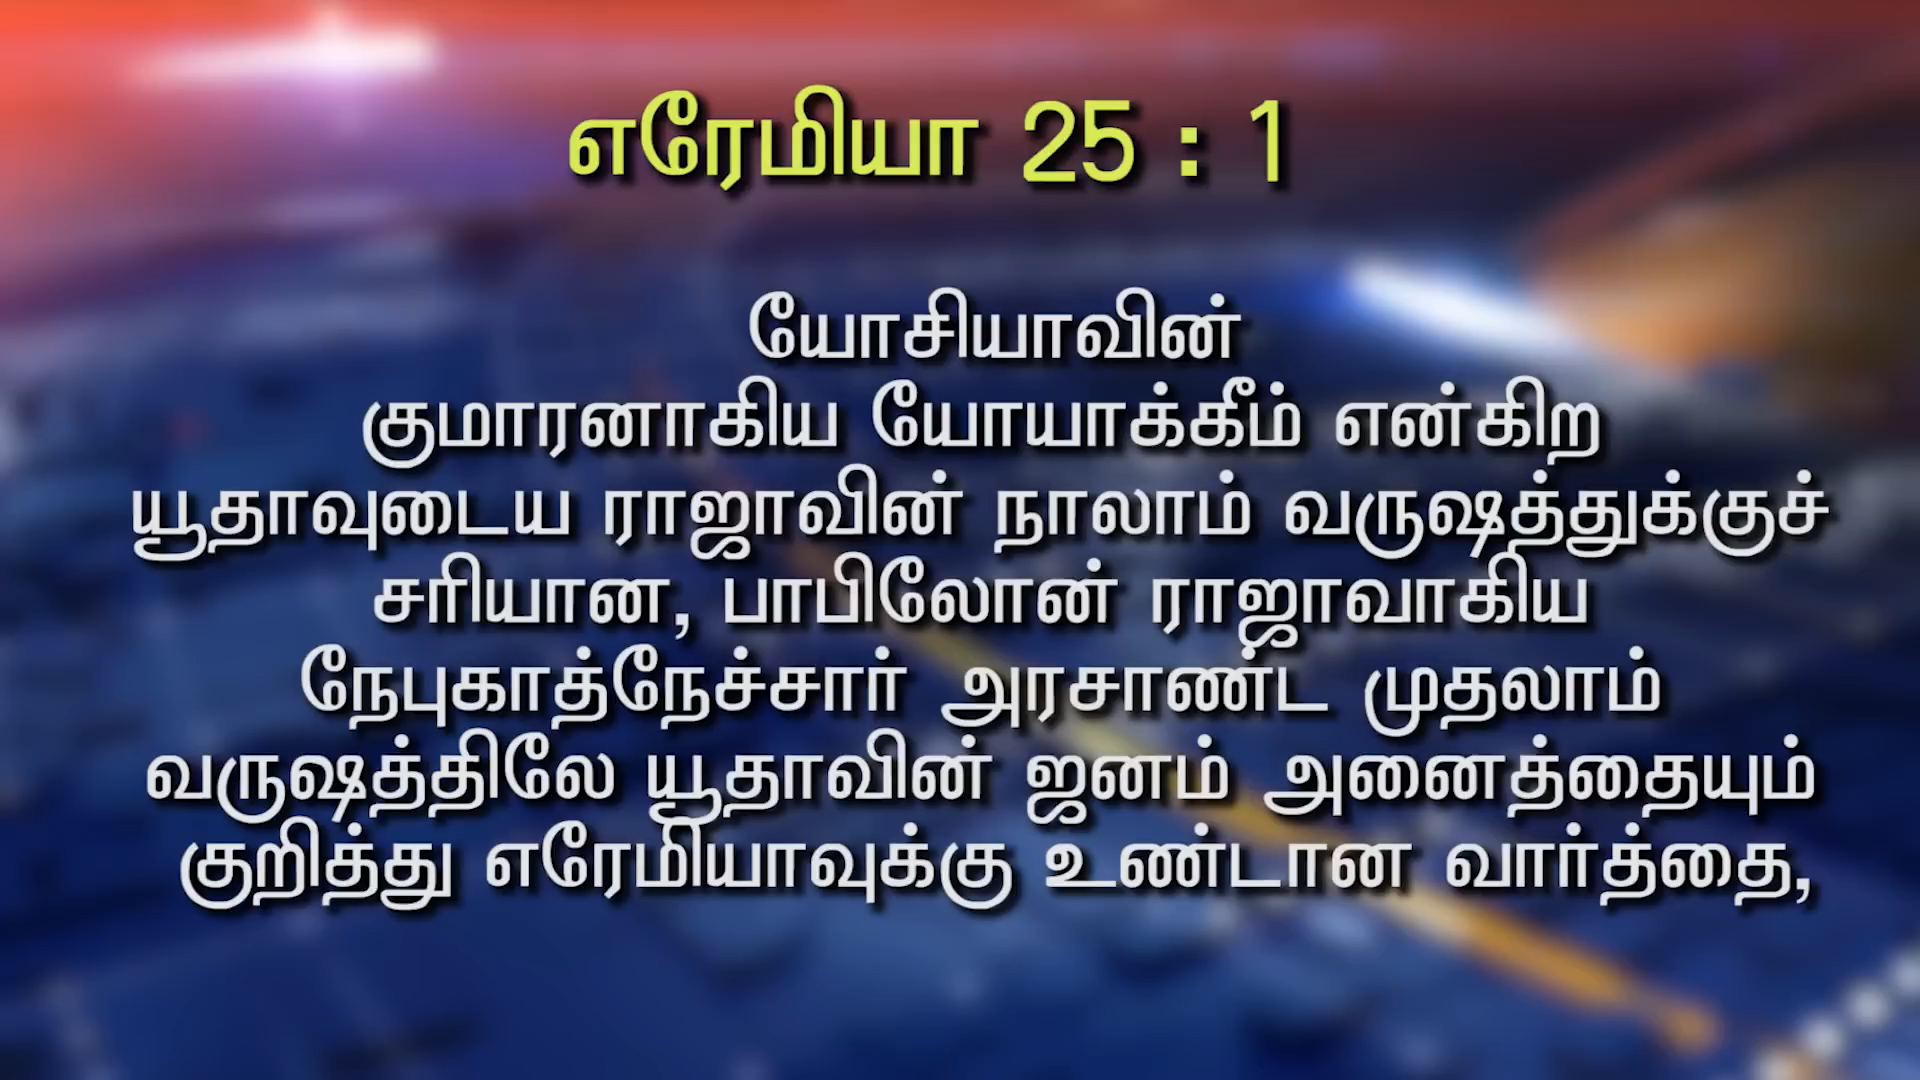 எரேமியா 25 : 1
யோசியாவின்
குமாரனாகிய யோயாக்கீம் என்கிற
யூதாவுடைய ராஜாவின் நாலாம் வருஷத்துக்குச்
சரியான, பாபிலோன் ராஜாவாகிய
நேபுகாத்நேச்சார் அரசாண்ட முதலாம்
வருஷத்திலே யூதாவின் ஜனம் அனைத்தையும்
குறித்து எரேமியாவுக்கு உண்டான வார்த்தை,